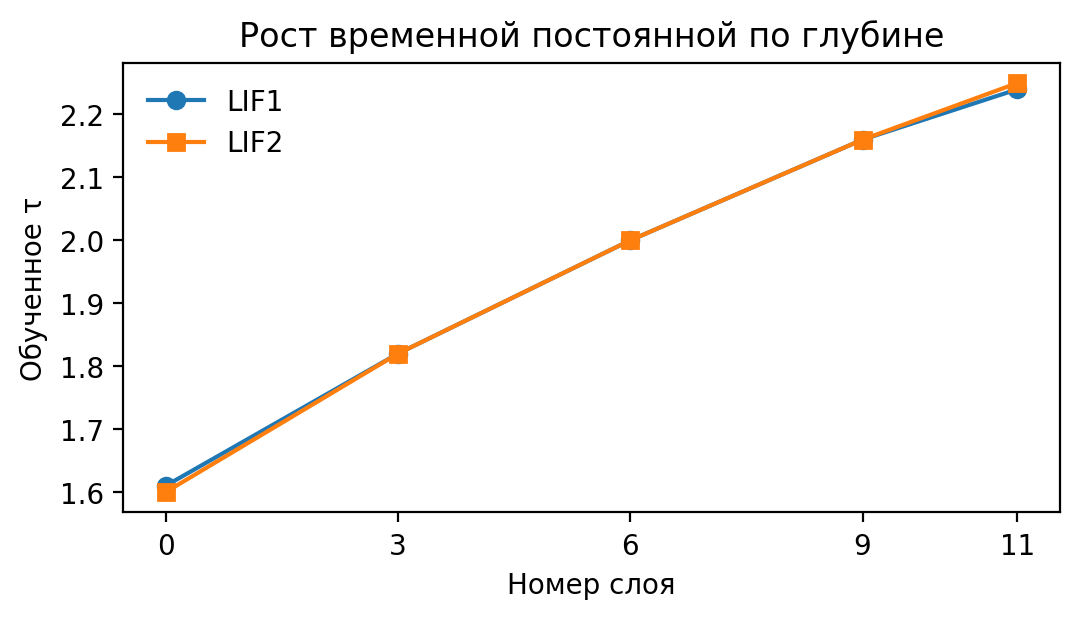 Рост временной постоянной по глубине
LIF1
LIF2
Обученное τ
2.2
2.1
2.0
1.9
1.8
1.7
1.6
0 3 6 9 11
Номер слоя